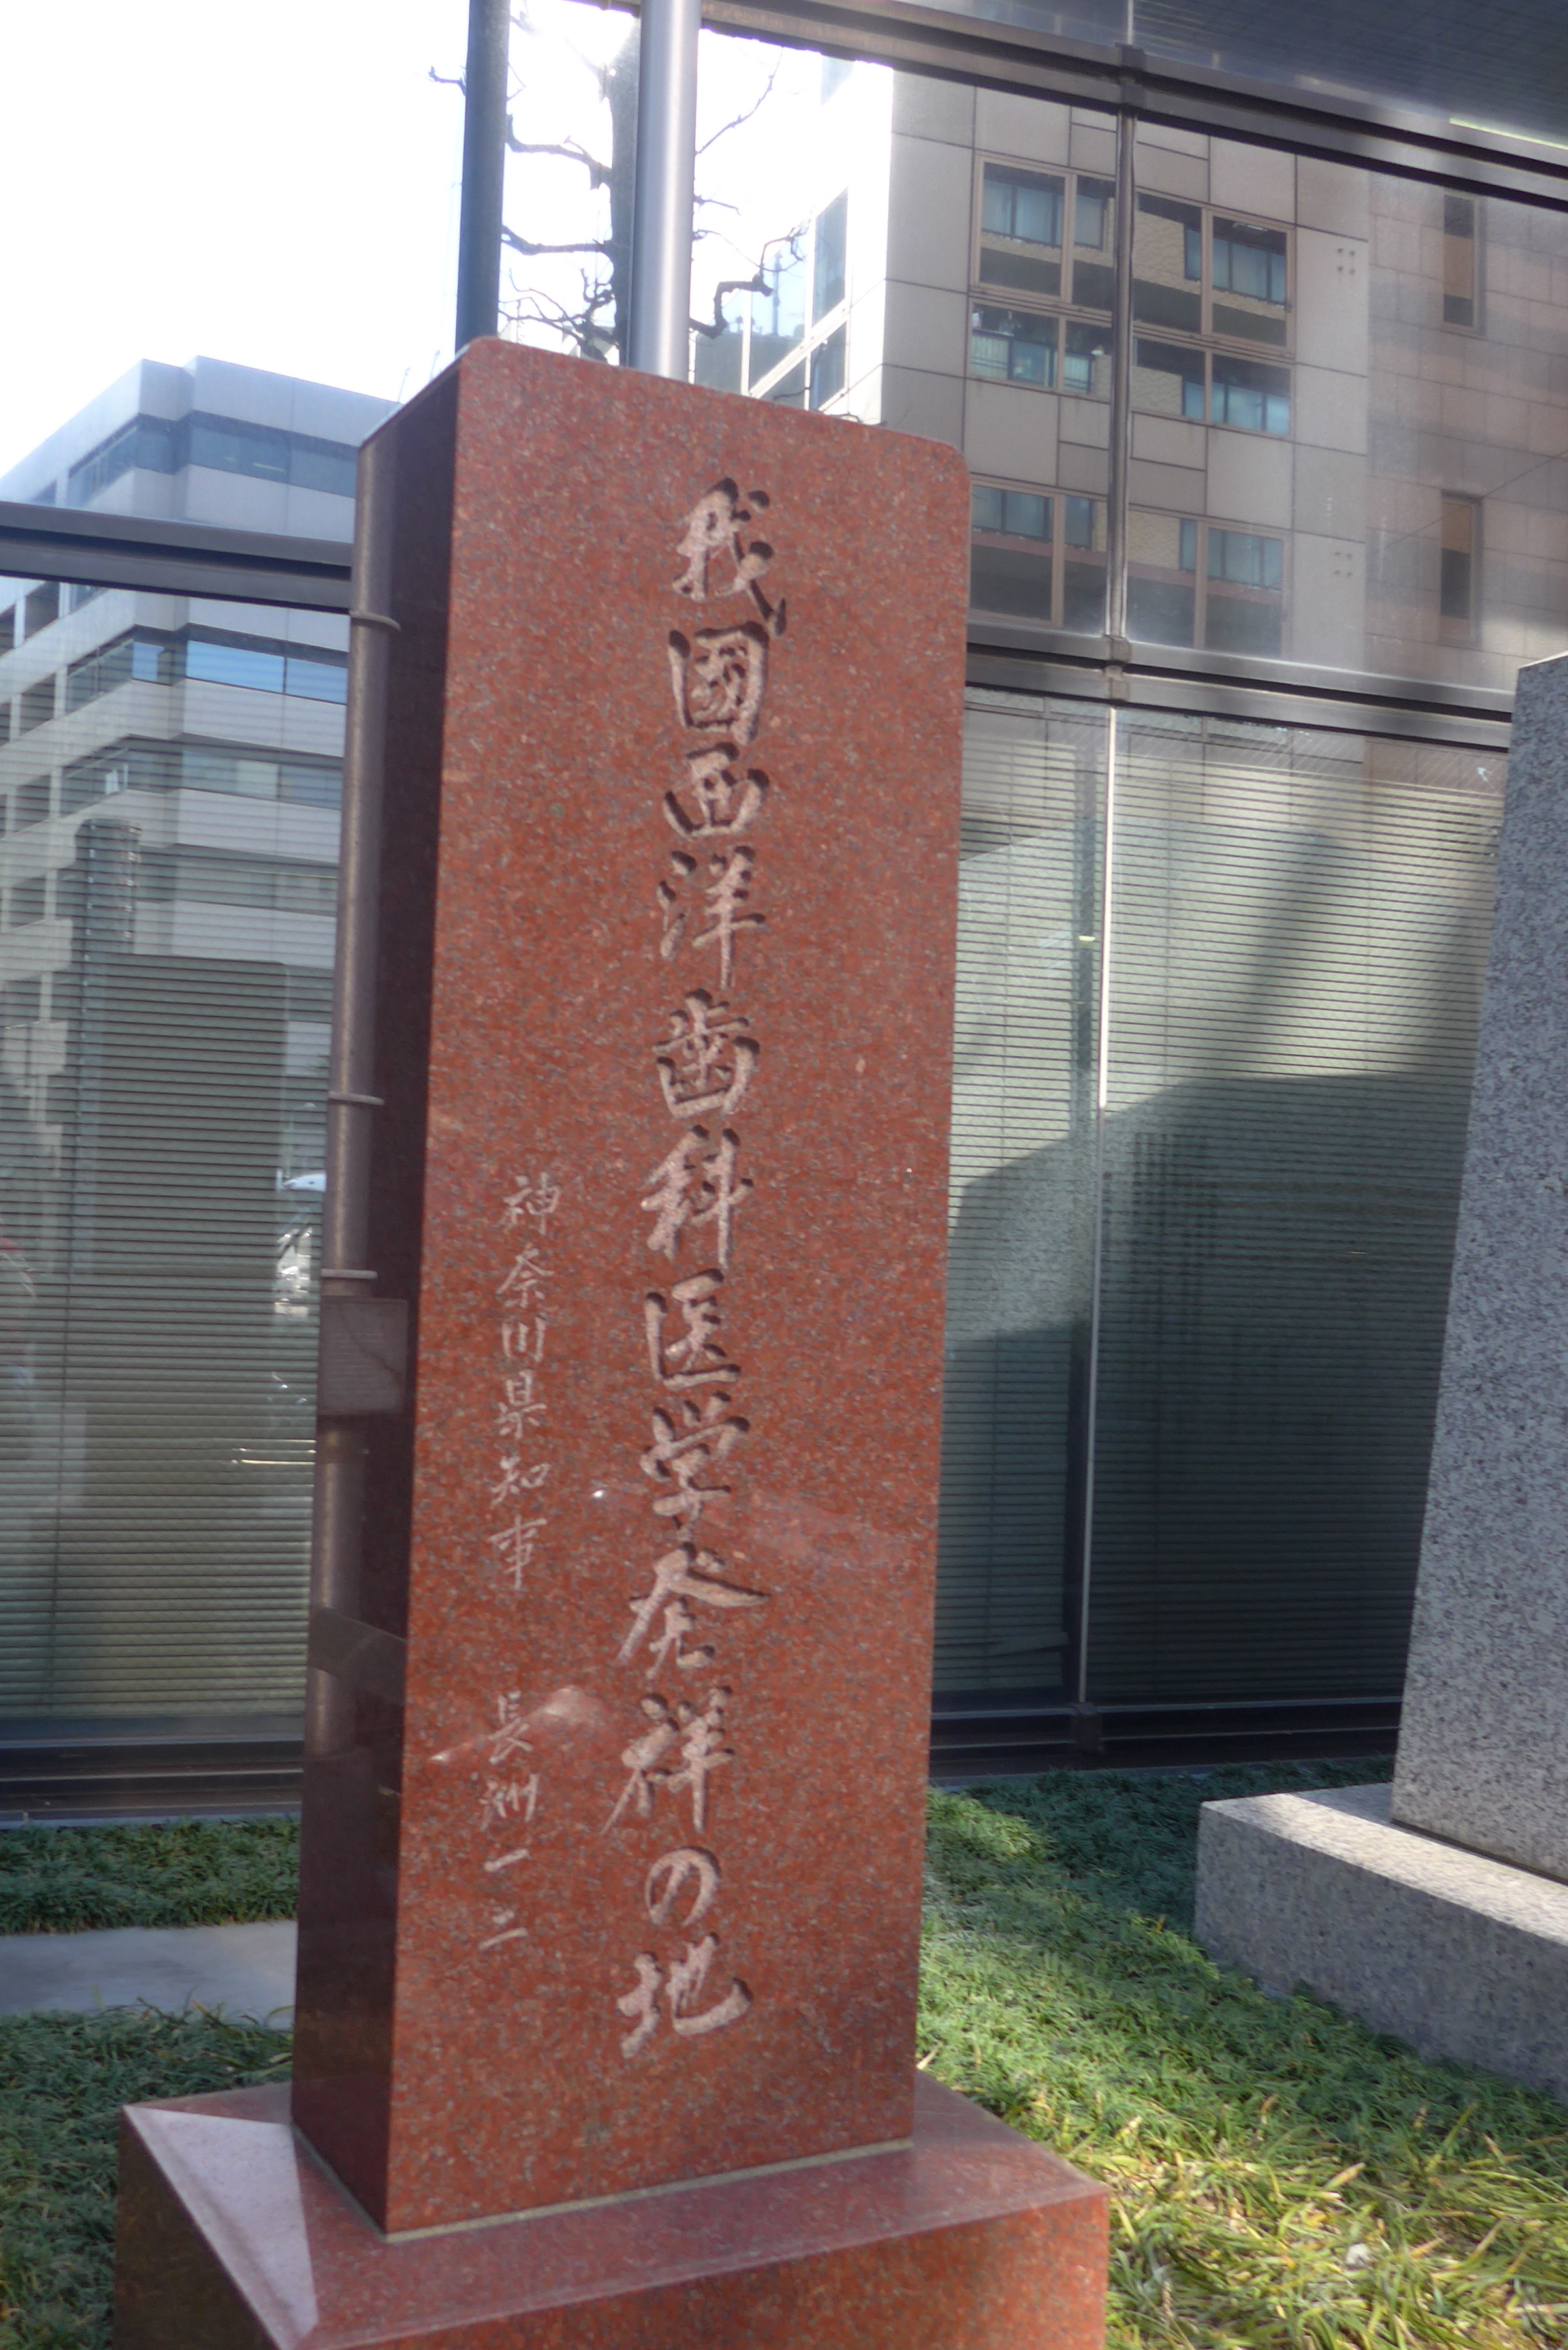 我国西洋歯科医学発祥の地
神奈川県知事 長洲一二